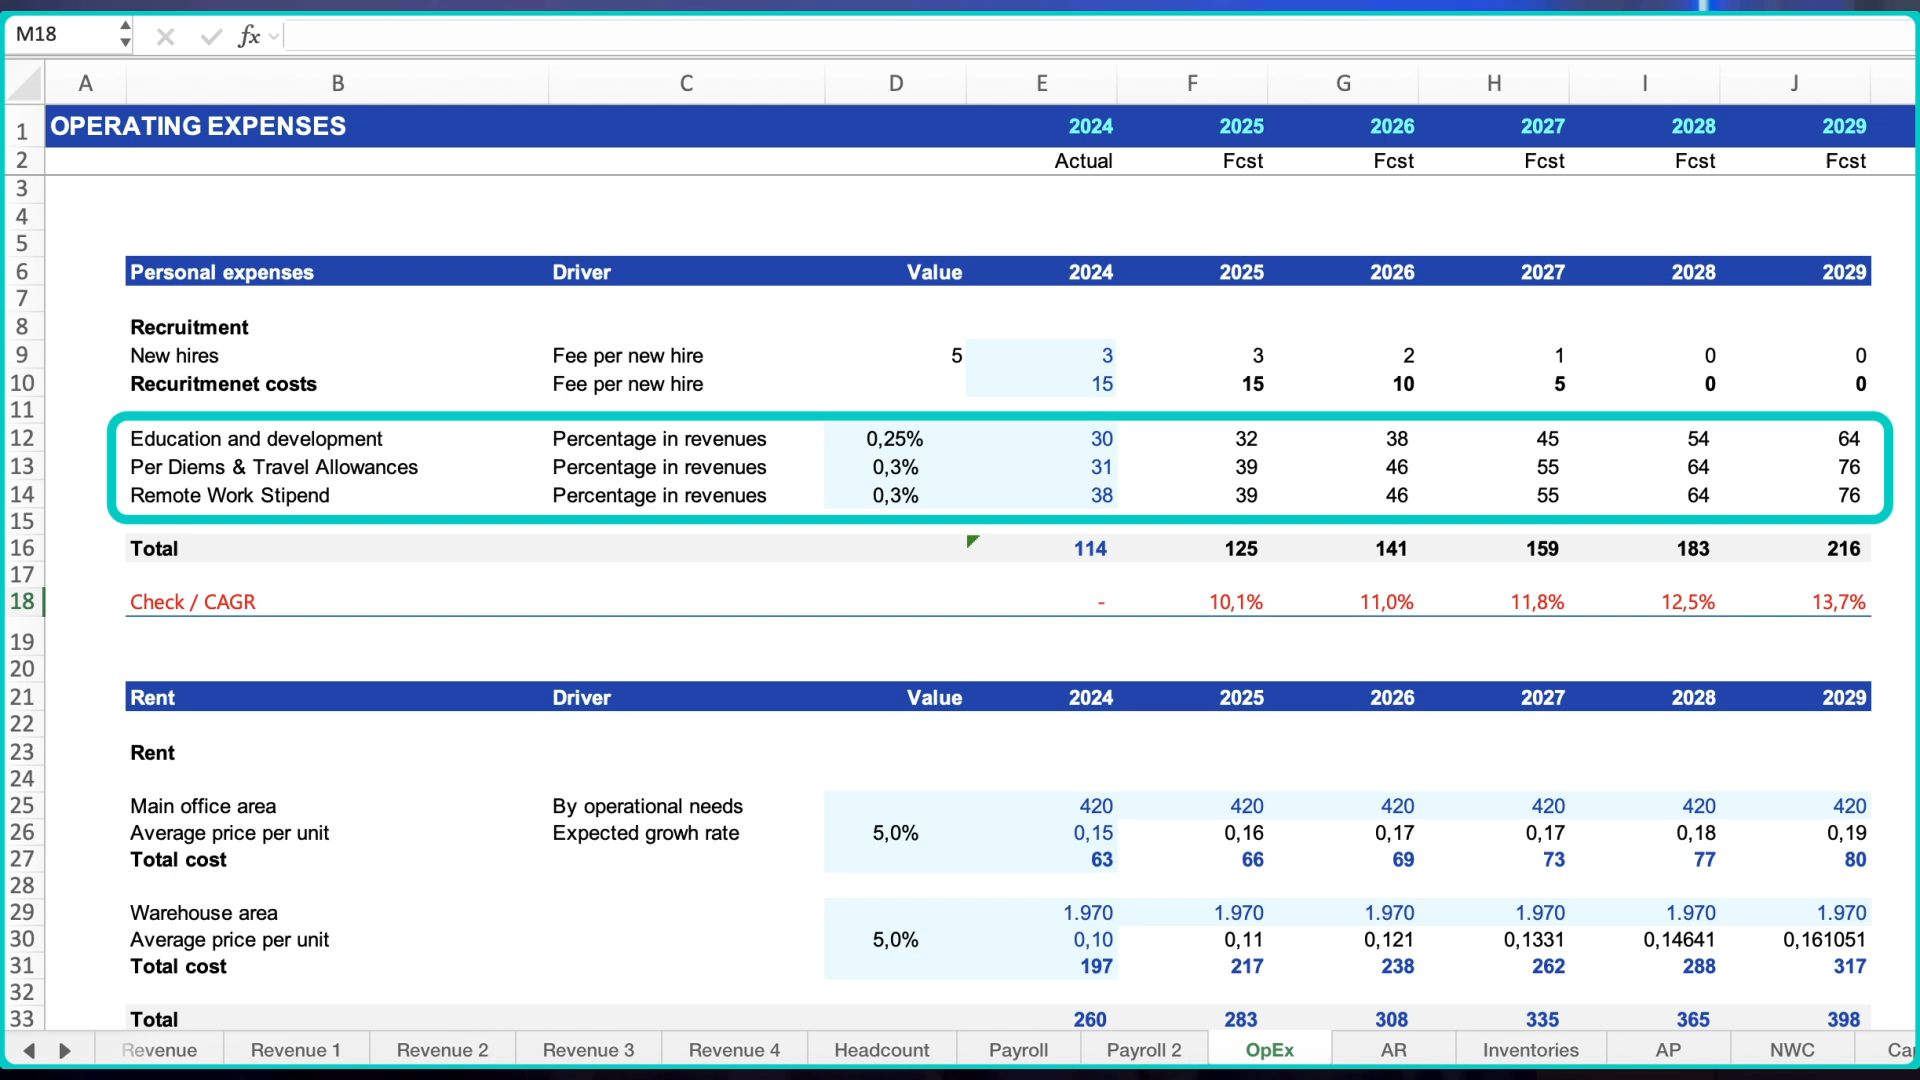 M18 fx
A B C D E F G H I J
1 OPERATING EXPENSES 2024 2025 2026 2027 2028 2029
2 Actual Fcst Fcst Fcst Fcst Fcst
3
4
5
6 Personal expenses Driver Value 2024 2025 2026 2027 2028 2029
7
8 Recruitment
9 New hires Fee per new hire 5 3 3 2 1 0 0
10 Recuritmenet costs Fee per new hire 15 15 10 5 0 0
11
12 Education and development Percentage in revenues 0,25% 30 32 38 45 54 64
13 Per Diems & Travel Allowances Percentage in revenues 0,3% 31 39 46 55 64 76
14 Remote Work Stipend Percentage in revenues 0,3% 38 39 46 55 64 76
15
16 Total 114 125 141 159 183 216
17
18 Check / CAGR - 10,1% 11,0% 11,8% 12,5% 13,7%
19
20
21 Rent Driver Value 2024 2025 2026 2027 2028 2029
22
23 Rent
24
25 Main office area By operational needs 420 420 420 420 420 420
26 Average price per unit Expected growth rate 5,0% 0,15 0,16 0,17 0,17 0,18 0,19
27 Total cost 63 66 69 73 77 80
28
29 Warehouse area 1.970 1.970 1.970 1.970 1.970 1.970
30 Average price per unit 5,0% 0,10 0,11 0,121 0,1331 0,14641 0,161051
31 Total cost 197 217 238 262 288 317
32
33 Total 260 283 308 335 365 398
Revenue Revenue 1 Revenue 2 Revenue 3 Revenue 4 Headcount Payroll Payroll 2 OpEx AR Inventories AP NWC